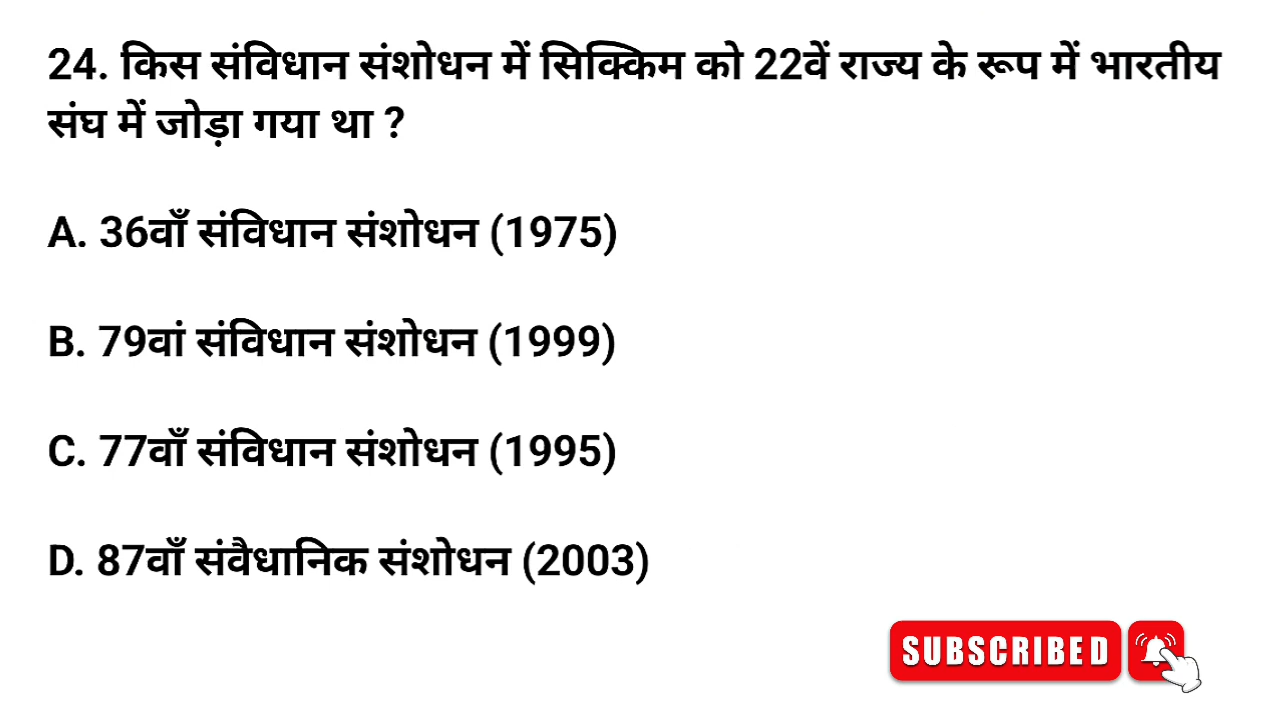 24. किस संविधान संशोधन में सिक्किम को 22वें राज्य के रूप में भारतीय
संघ में जोड़ा गया था ?
A. 36वाँ संविधान संशोधन (1975)
B. 79वां संविधान संशोधन (1999)
C. 77वाँ संविधान संशोधन (1995)
D. 87वाँ संवैधानिक संशोधन (2003)
SUBSCRIBED